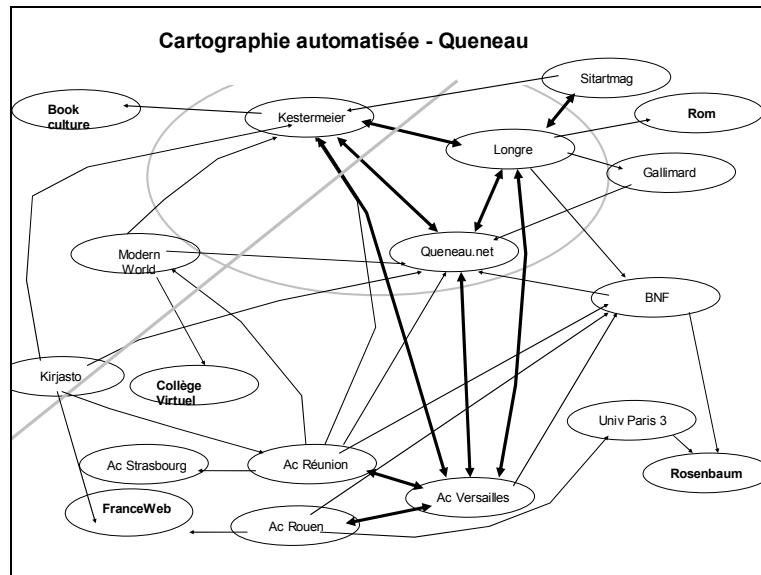 Cartographie automatisée - Queneau
Sitartmag
Book
culture
Kestermeier
Rom
Longre
Gallimard
Queneau.net
Modern
World
BNF
Kirjasto
Collège
Virtuel
Univ Paris 3
Ac Strasbourg
Ac Réunion
Rosenbaum
Ac Versailles
FranceWeb
Ac Rouen